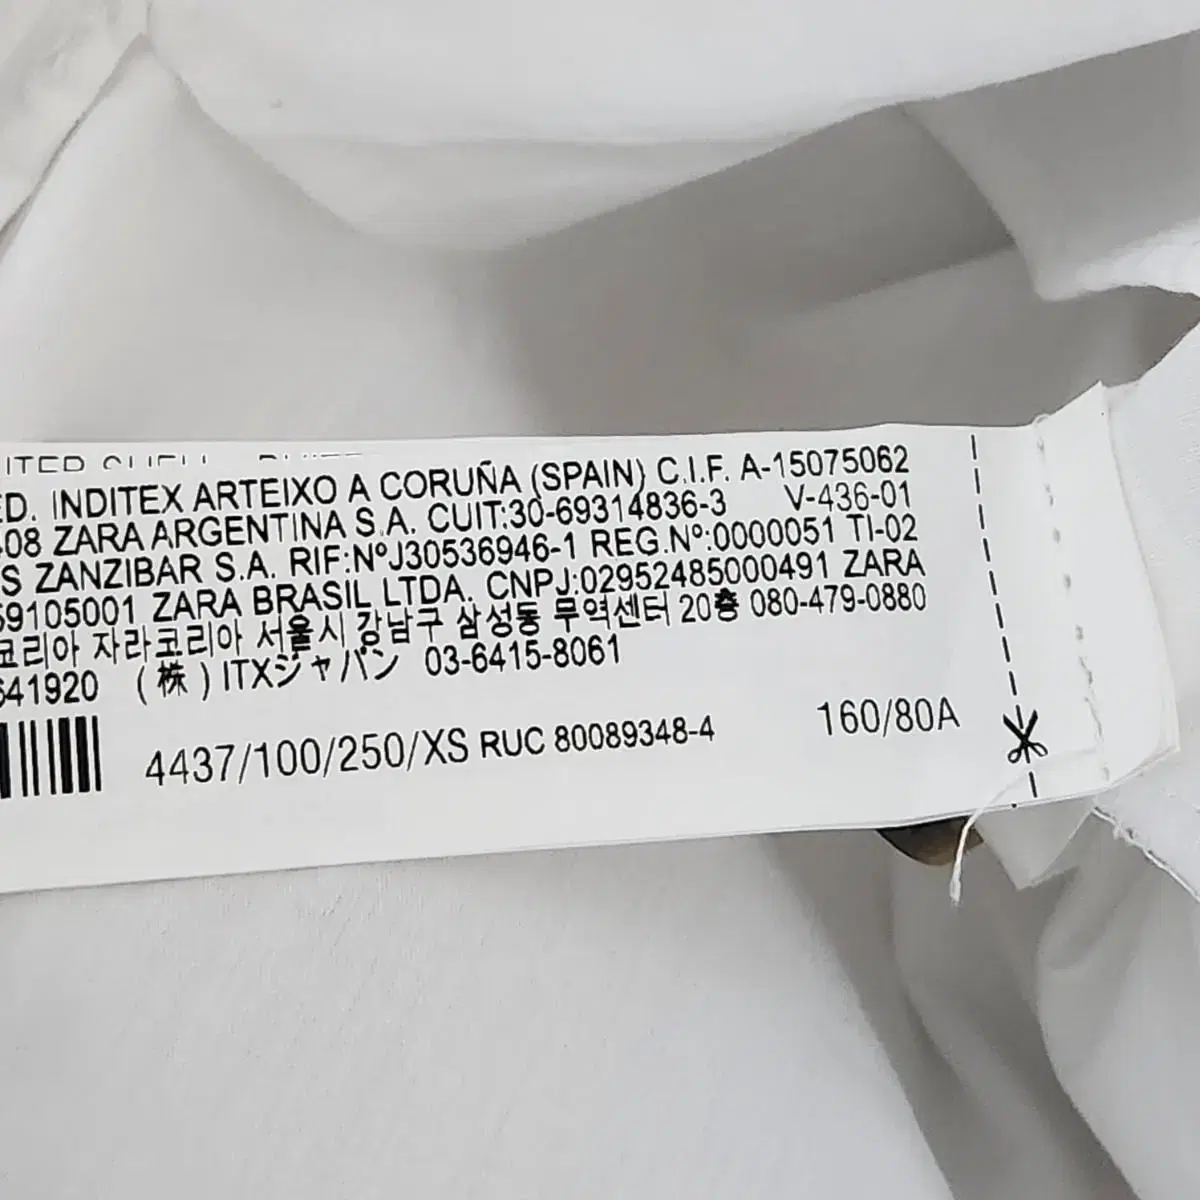 ED. INDITEX ARTEIXO A CORUÑA (SPAIN) C.I.F. A-15075062
408 ZARA ARGENTINA S.A. CUIT:30-69314836-3 V-436-01
S ZANZIBAR S.A. RIF:NºJ30536946-1 REG.Nº:0000051 TI-02
69105001 ZARA BRASIL LTDA. CNPJ:02952485000491 ZARA
코리아 자라코리아 서울시 강남구 삼성동 무역센터 20층 080-479-0880
641920 (株) ITXジャパン 03-6415-8061
4437/100/250/XS RUC 80089348-4 160/80A